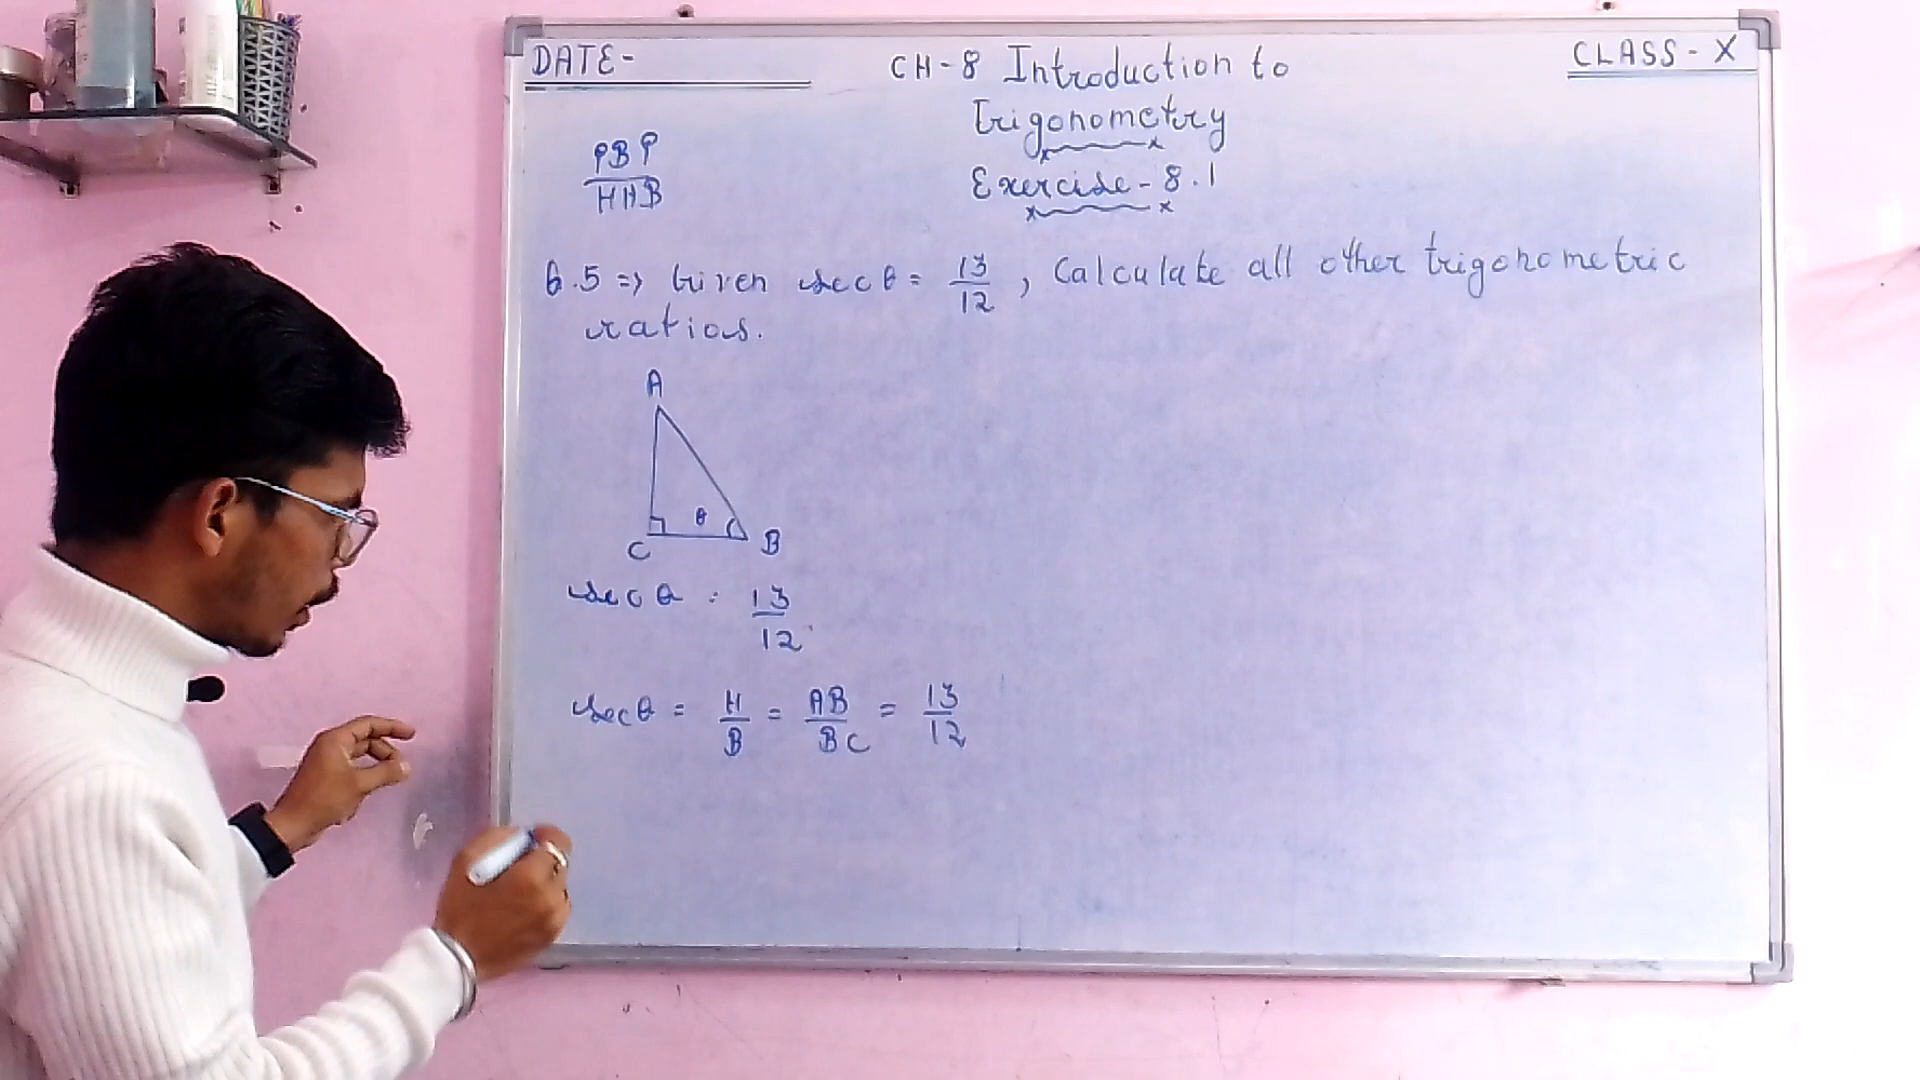 DATE-
CH-8 Introduction to
Trigonometry
CLASS-X
PBP
HHB
Exercise-8.1
Q.5 => Given secθ = 13/12, Calculate all other trigonometric
ratios.
A
θ
C B
secθ = 13/12
secθ = H/B = AB/BC = 13/12